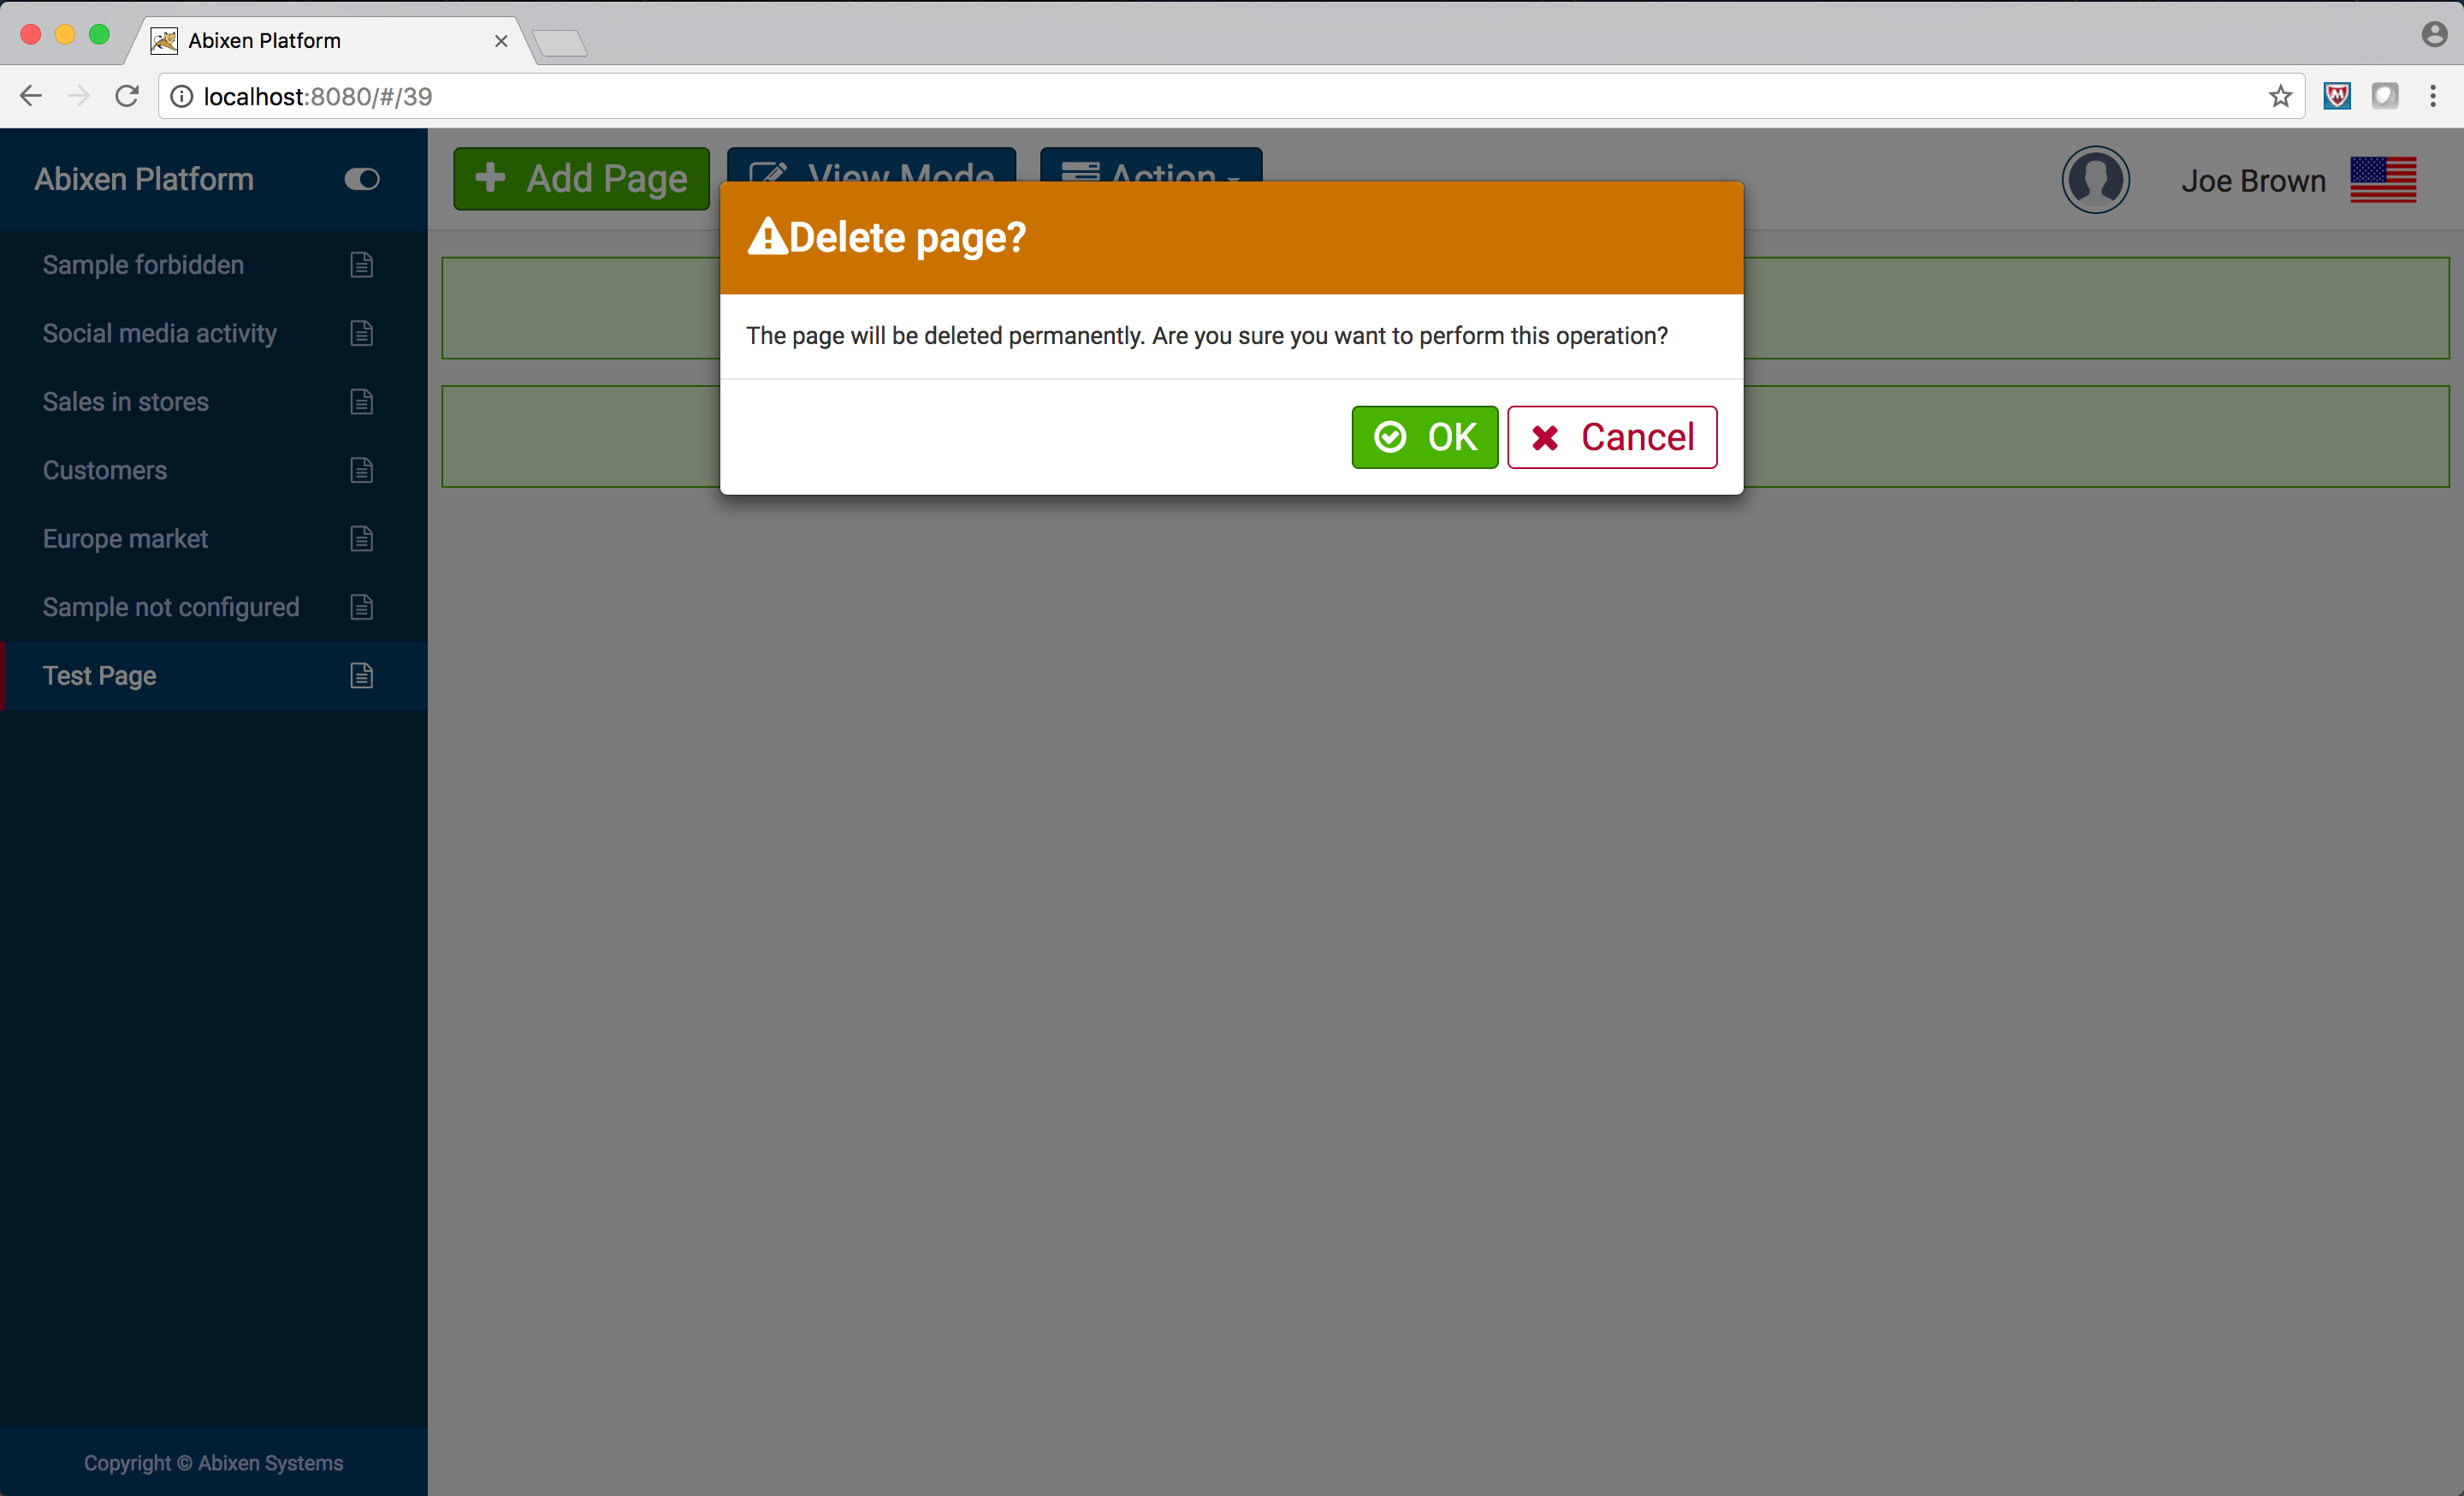 Abixen Platform
localhost:8080/#/39
Abixen Platform
Add Page
View Mode
Action
Joe Brown
Sample forbidden
Social media activity
Sales in stores
Customers
Europe market
Sample not configured
Test Page
Delete page?
The page will be deleted permanently. Are you sure you want to perform this operation?
OK
Cancel
Copyright © Abixen Systems